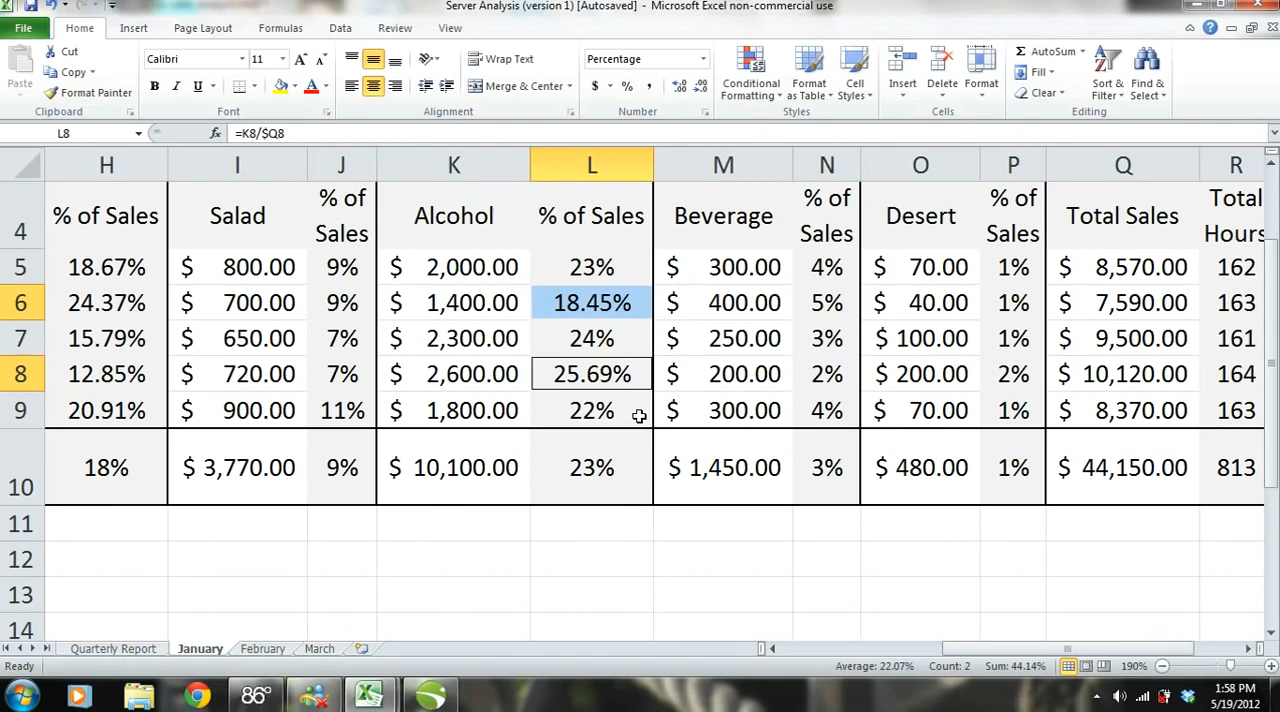 Server Analysis (version 1) [Autosaved] - Microsoft Excel non-commercial use
File Home Insert Page Layout Formulas Data Review View
Paste Cut Copy Format Painter
Clipboard
Calibri 11
B I U A
Font
Wrap Text
Merge & Center
Alignment
Percentage
$ % , .0 .00 .00 .0
Number
Conditional Formatting Format as Table Cell Styles
Styles
Insert Delete Format
Cells
Σ AutoSum Fill Clear Sort & Filter Find & Select
Editing
L8 fx =K8/$Q8
H I J K L M N O P Q R
4 % of Sales Salad % of Sales Alcohol % of Sales Beverage % of Sales Desert % of Sales Total Sales Total Hours
5 18.67% $ 800.00 9% $ 2,000.00 23% $ 300.00 4% $ 70.00 1% $ 8,570.00 162
6 24.37% $ 700.00 9% $ 1,400.00 18.45% $ 400.00 5% $ 40.00 1% $ 7,590.00 163
7 15.79% $ 650.00 7% $ 2,300.00 24% $ 250.00 3% $ 100.00 1% $ 9,500.00 161
8 12.85% $ 720.00 7% $ 2,600.00 25.69% $ 200.00 2% $ 200.00 2% $ 10,120.00 164
9 20.91% $ 900.00 11% $ 1,800.00 22% $ 300.00 4% $ 70.00 1% $ 8,370.00 163
10 18% $ 3,770.00 9% $ 10,100.00 23% $ 1,450.00 3% $ 480.00 1% $ 44,150.00 813
11
12
13
14
Quarterly Report January February March
Ready Average: 22.07% Count: 2 Sum: 44.14% 190%
86° 1:58 PM
5/19/2012